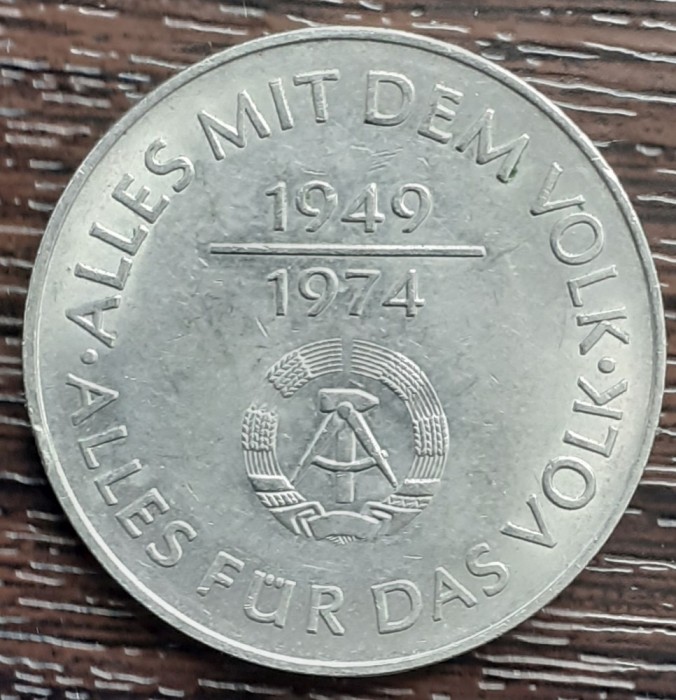 ALLES MIT DEM VOLK
1949
1974
ALLES FÜR DAS VOLK
A